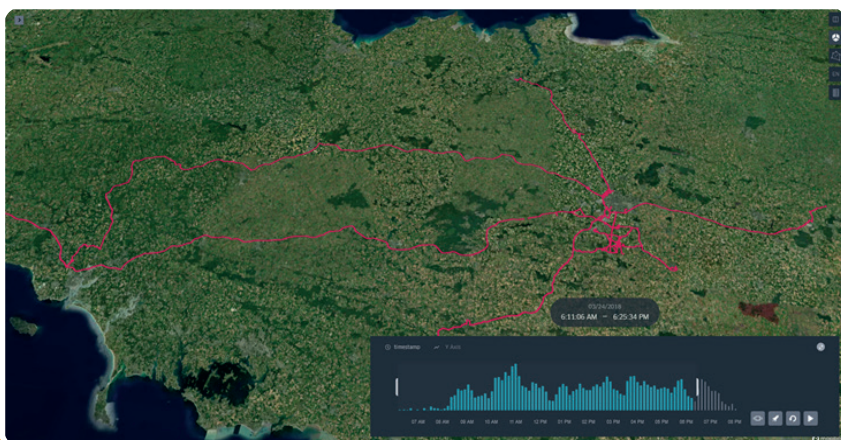 03/24/2018
6:11:06 AM – 6:25:34 PM
timestamp Y Axis
07 AM 08 AM 09 AM 10 AM 11 AM 12 PM 01 PM 02 PM 03 PM 04 PM 05 PM 06 PM 07 PM 08 PM